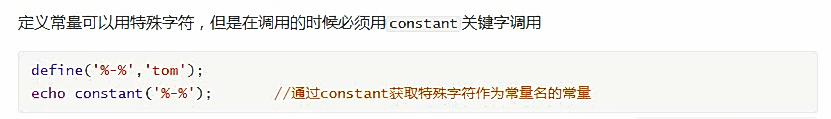 定义常量可以用特殊字符，但是在调用的时候必须用constant关键字调用
define('%-%','tom');
echo constant('%-%'); //通过constant获取特殊字符作为常量名的常量